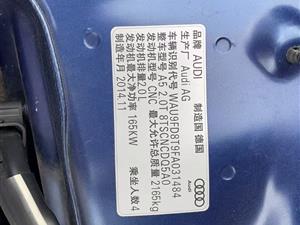 品牌 AUDI 制造国 德国
生产厂 Audi AG
车辆识别代号 WAU9FD8T9FA031484
整车型号 A5 2.0T 8TSCNCDQ5A0
发动机型号 CNC 最大允许总质量 2165kg
发动机排量 2.0L
发动机最大净功率 165KW
制造年月 2014.11 乘坐人数 4
Audi